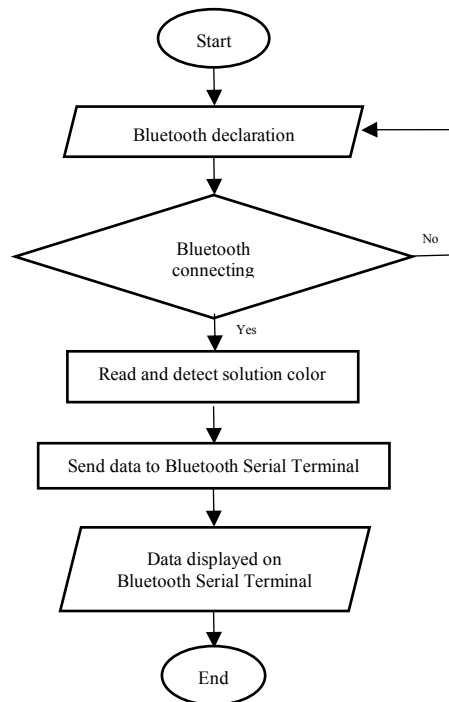 Start
Bluetooth declaration
Bluetooth
connecting
No
Yes
Read and detect solution color
Send data to Bluetooth Serial Terminal
Data displayed on
Bluetooth Serial Terminal
End